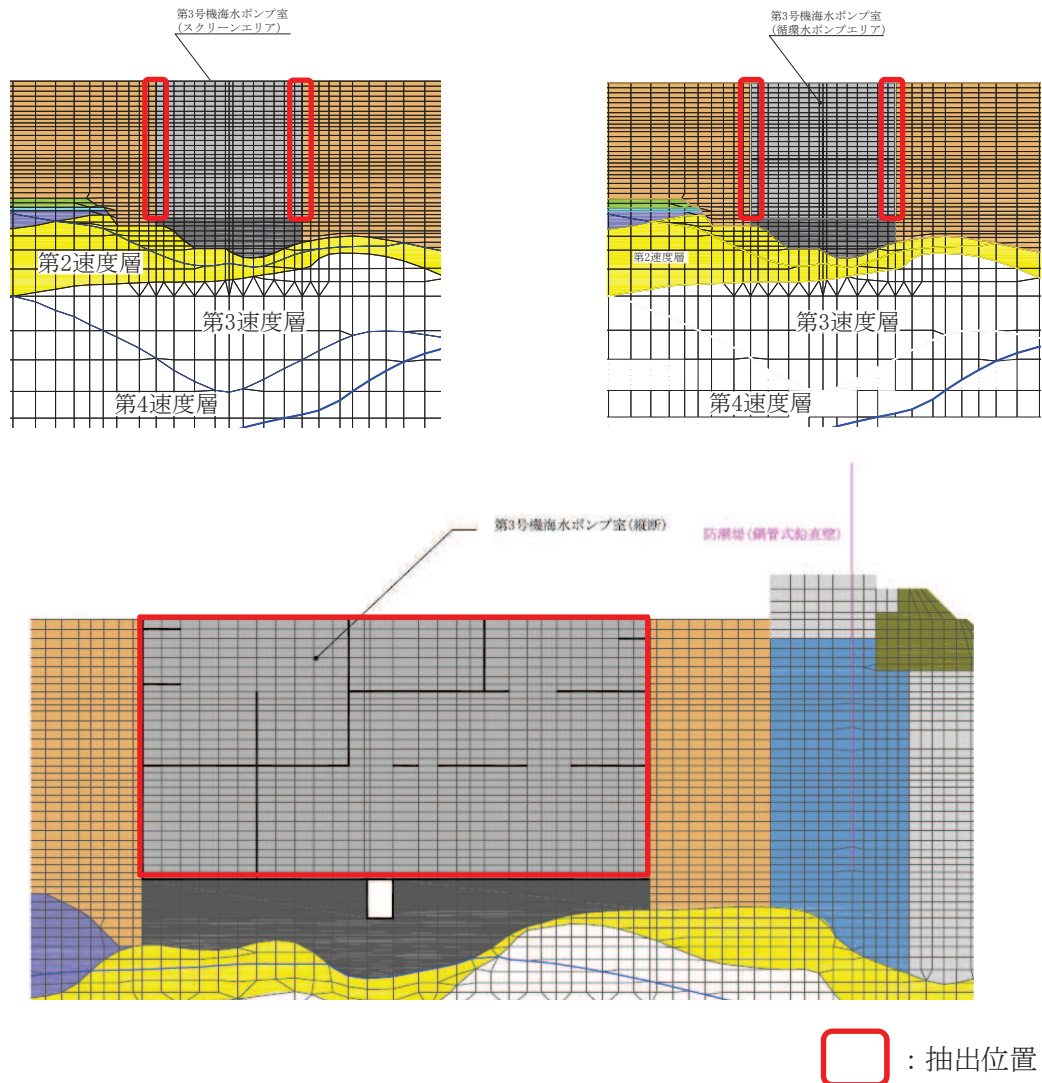 第3号機海水ポンプ室
(スクリーンエリア)
第3号機海水ポンプ室
(循環水ポンプエリア)
第2速度層
第3速度層
第4速度層
第2速度層
第3速度層
第4速度層
第3号機海水ポンプ室(縦断)
防潮堤(鋼管式鉛直壁)
：抽出位置